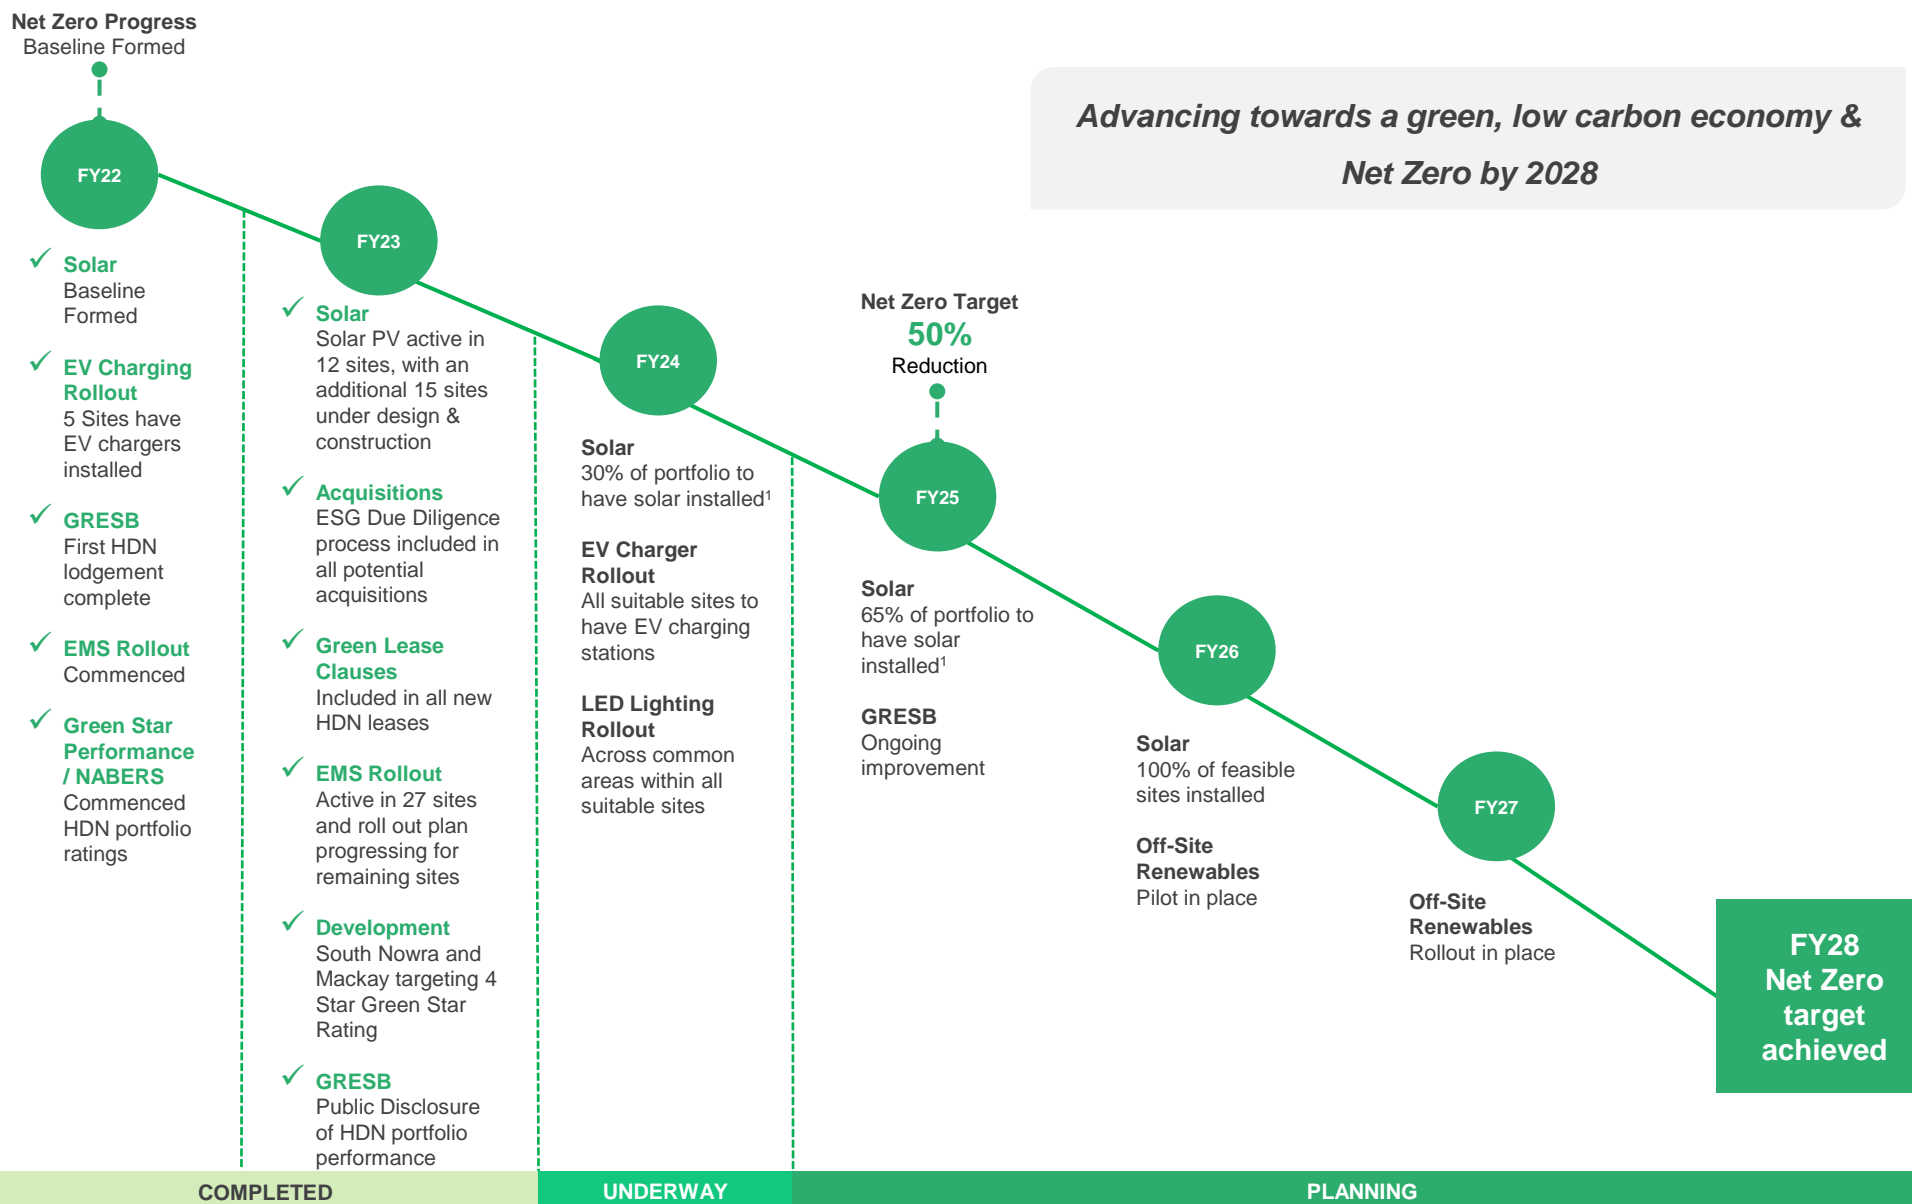 Net Zero Progress
Baseline Formed
Advancing towards a green, low carbon economy &
Net Zero by 2028
FY22
✓ Solar
Baseline
Formed
✓ EV Charging
Rollout
5 Sites have
EV chargers
installed
✓ GRESB
First HDN
lodgement
complete
✓ EMS Rollout
Commenced
✓ Green Star
Performance
/ NABERS
Commenced
HDN portfolio
ratings
FY23
✓ Solar
Solar PV active in
12 sites, with an
additional 15 sites
under design &
construction
✓ Acquisitions
ESG Due Diligence
process included in
all potential
acquisitions
✓ Green Lease
Clauses
Included in all new
HDN leases
✓ EMS Rollout
Active in 27 sites
and roll out plan
progressing for
remaining sites
✓ Development
South Nowra and
Mackay targeting 4
Star Green Star
Rating
✓ GRESB
Public Disclosure
of HDN portfolio
performance
FY24
Solar
30% of portfolio to
have solar installed¹
EV Charger
Rollout
All suitable sites to
have EV charging
stations
LED Lighting
Rollout
Across common
areas within all
suitable sites
Net Zero Target
50%
Reduction
FY25
Solar
65% of portfolio to
have solar
installed¹
GRESB
Ongoing
improvement
FY26
Solar
100% of feasible
sites installed
Off-Site
Renewables
Pilot in place
FY27
Off-Site
Renewables
Rollout in place
FY28
Net Zero
target
achieved
COMPLETED
UNDERWAY
PLANNING